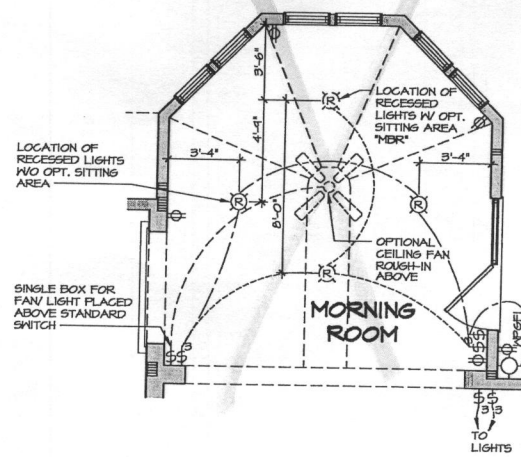 3'-6"
LOCATION OF
RECESSED LIGHTS
W/ OPT. SITTING
AREA
"MBR"
R
4'-4"
LOCATION OF
RECESSED LIGHTS
W/O OPT. SITTING
AREA
3'-4"
3'-4"
8'-0"
R
R
OPTIONAL
CEILING FAN
ROUGH-IN
ABOVE
R
SINGLE BOX FOR
FAN/ LIGHT PLACED
ABOVE STANDARD
SWITCH
MORNING
ROOM
3
3
WPGFI
3
3
TO
LIGHTS